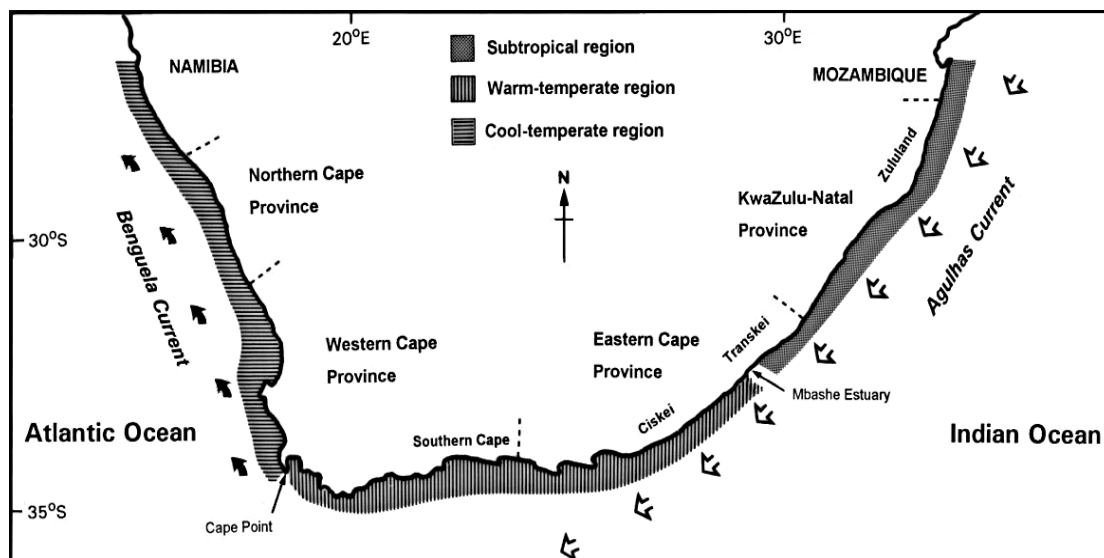 20°E
30°E
Subtropical region
NAMIBIA
MOZAMBIQUE
Warm-temperate region
Cool-temperate region
Zululand
Northern Cape
Province
N
KwaZulu-Natal
Province
30°S
Benguela Current
Agulhas Current
Western Cape
Province
Eastern Cape
Province
Transkei
Mbashe Estuary
Ciskei
Atlantic Ocean
Southern Cape
Indian Ocean
35°S
Cape Point